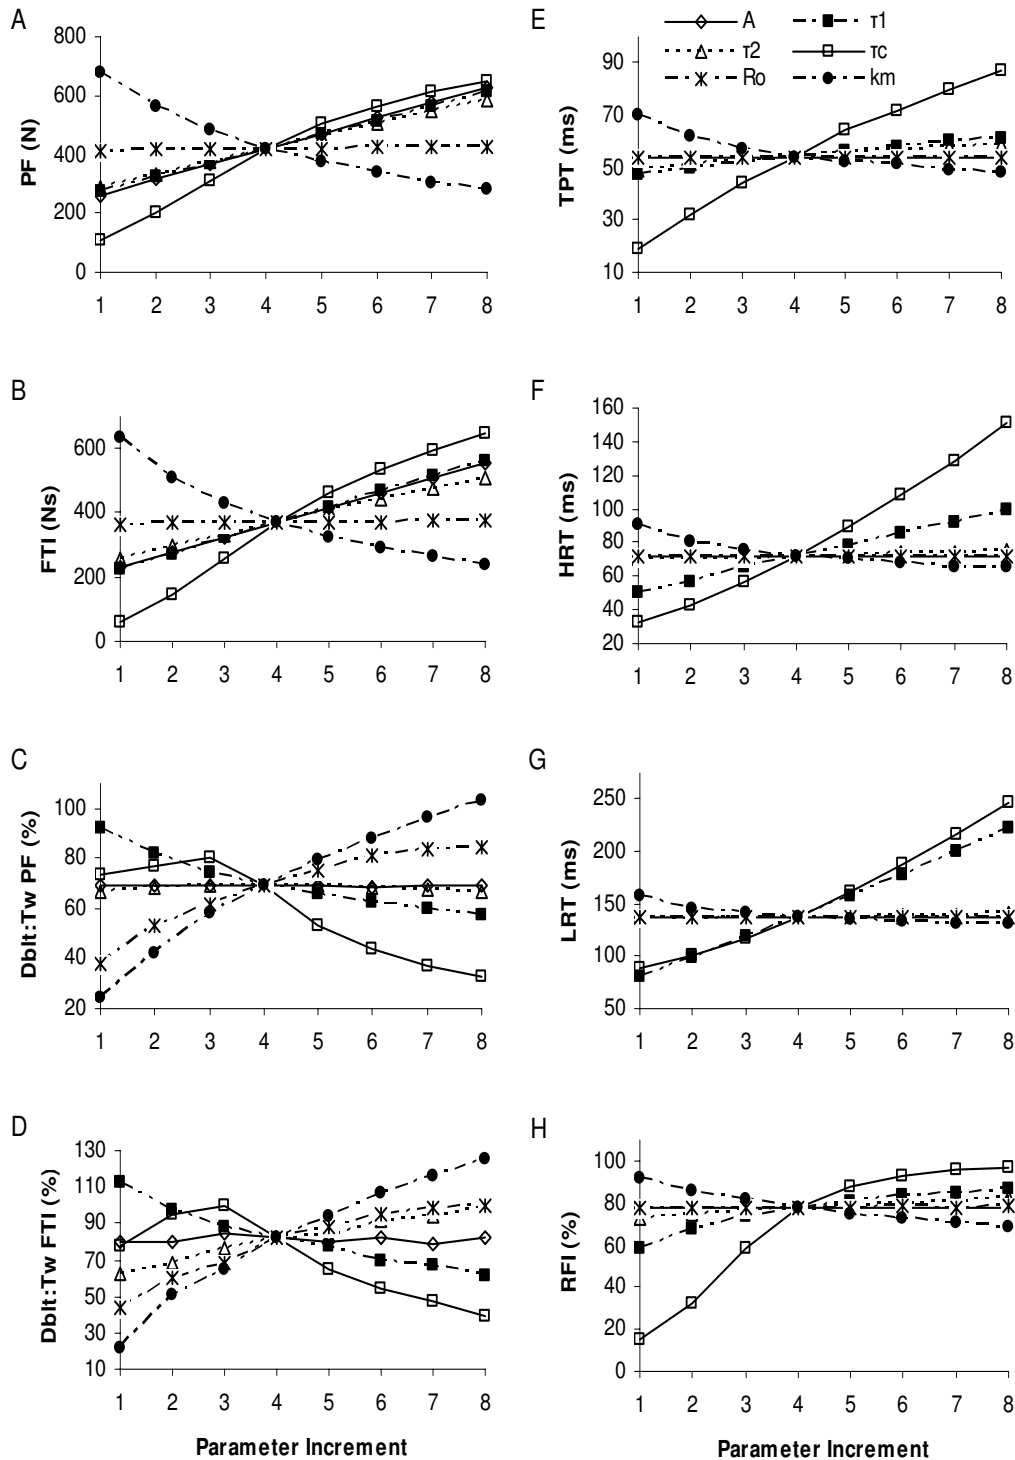 A
PF (N)
800
600
400
200
0
1 2 3 4 5 6 7 8
B
FTI (Ns)
600
400
200
0
1 2 3 4 5 6 7 8
C
Dblt:Tw PF (%)
100
80
60
40
20
1 2 3 4 5 6 7 8
D
Dblt:Tw FTI (%)
130
110
90
70
50
30
10
1 2 3 4 5 6 7 8
Parameter Increment
E
A τ1
τ2 τc
Ro km
TPT (ms)
90
70
50
30
10
1 2 3 4 5 6 7 8
F
HRT (ms)
160
140
120
100
80
60
40
20
1 2 3 4 5 6 7 8
G
LRT (ms)
250
200
150
100
50
1 2 3 4 5 6 7 8
H
RFI (%)
100
80
60
40
20
0
1 2 3 4 5 6 7 8
Parameter Increment